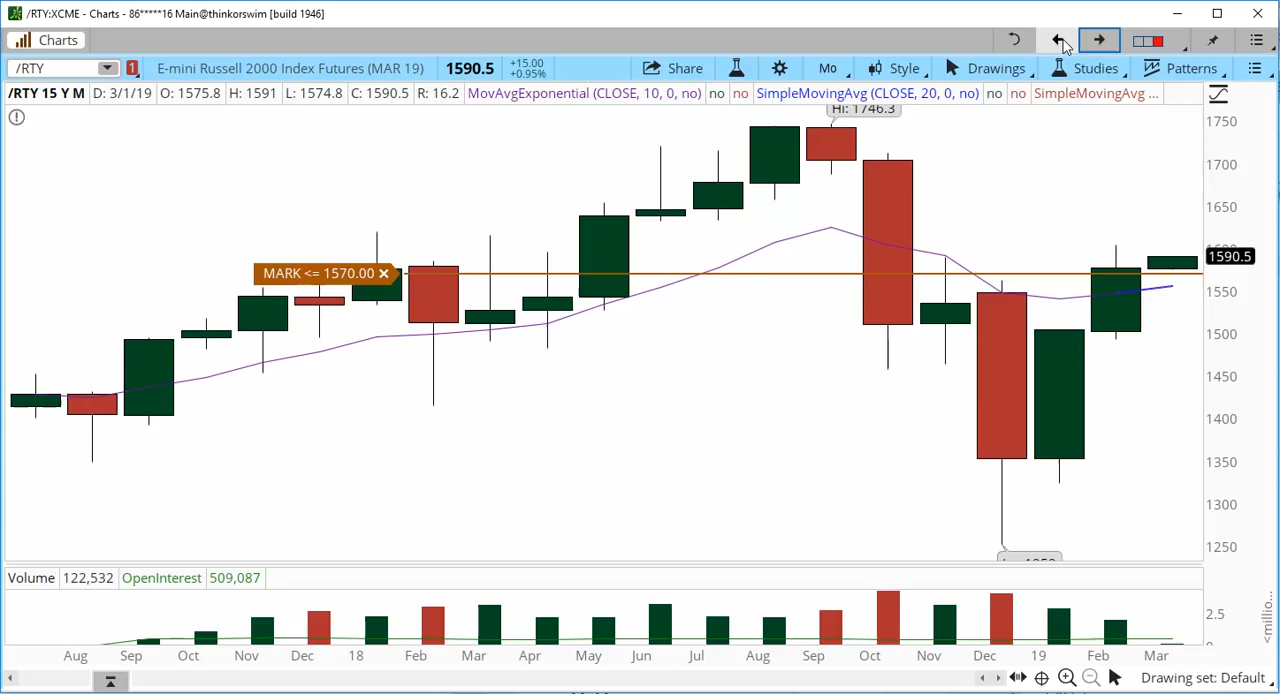 /RTY:XCME - Charts - 86*****16 Main@thinkorswim [build 1946]
Charts
/RTY 1 E-mini Russell 2000 Index Futures (MAR 19) 1590.5 +15.00 +0.95% Share Mo Style Drawings Studies Patterns
/RTY 15 Y M D: 3/1/19 O: 1575.8 H: 1591 L: 1574.8 C: 1590.5 R: 16.2 MovAvgExponential (CLOSE, 10, 0, no) no no SimpleMovingAvg (CLOSE, 20, 0, no) no no SimpleMovingAvg ...
Hi: 1746.3
1750
1700
1650
1590.5
MARK <= 1570.00
1550
1500
1450
1400
1350
1300
1250
Volume 122,532 OpenInterest 509,087
2.5
<millio...
Aug Sep Oct Nov Dec 18 Feb Mar Apr May Jun Jul Aug Sep Oct Nov Dec 19 Feb Mar
Drawing set: Default